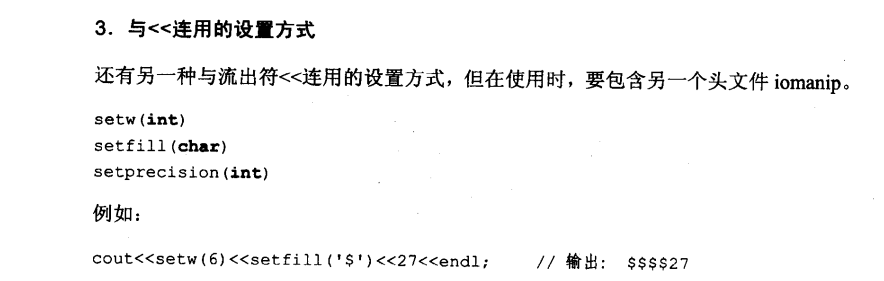 3．与<<连用的设置方式
还有另一种与流出符<<连用的设置方式，但在使用时，要包含另一个头文件 iomanip。
setw(int)
setfill(char)
setprecision(int)
例如：
cout<<setw(6)<<setfill('$')<<27<<endl;    // 输出： $$$$27